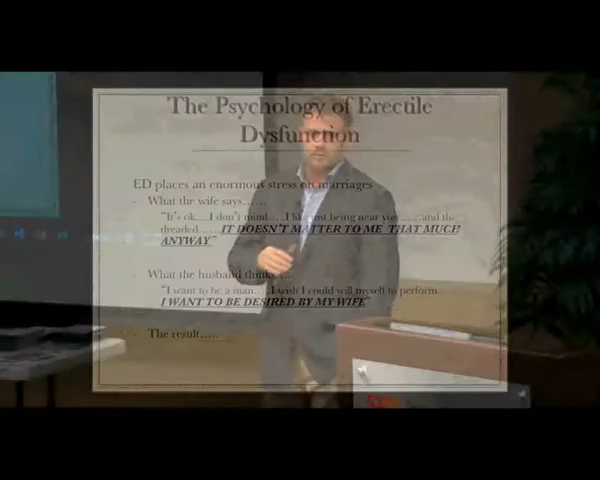 The Psychology of Erectile
Dysfunction
ED places an enormous stress on marriages
- What the wife says……
"It's ok....I don't mind.....I like just being near you......and the
dreaded……IT DOESN'T MATTER TO ME THAT MUCH
ANYWAY"
- What the husband thinks…
"I want to be a man….I wish I could will myself to perform.
I WANT TO BE DESIRED BY MY WIFE"
- The result…..